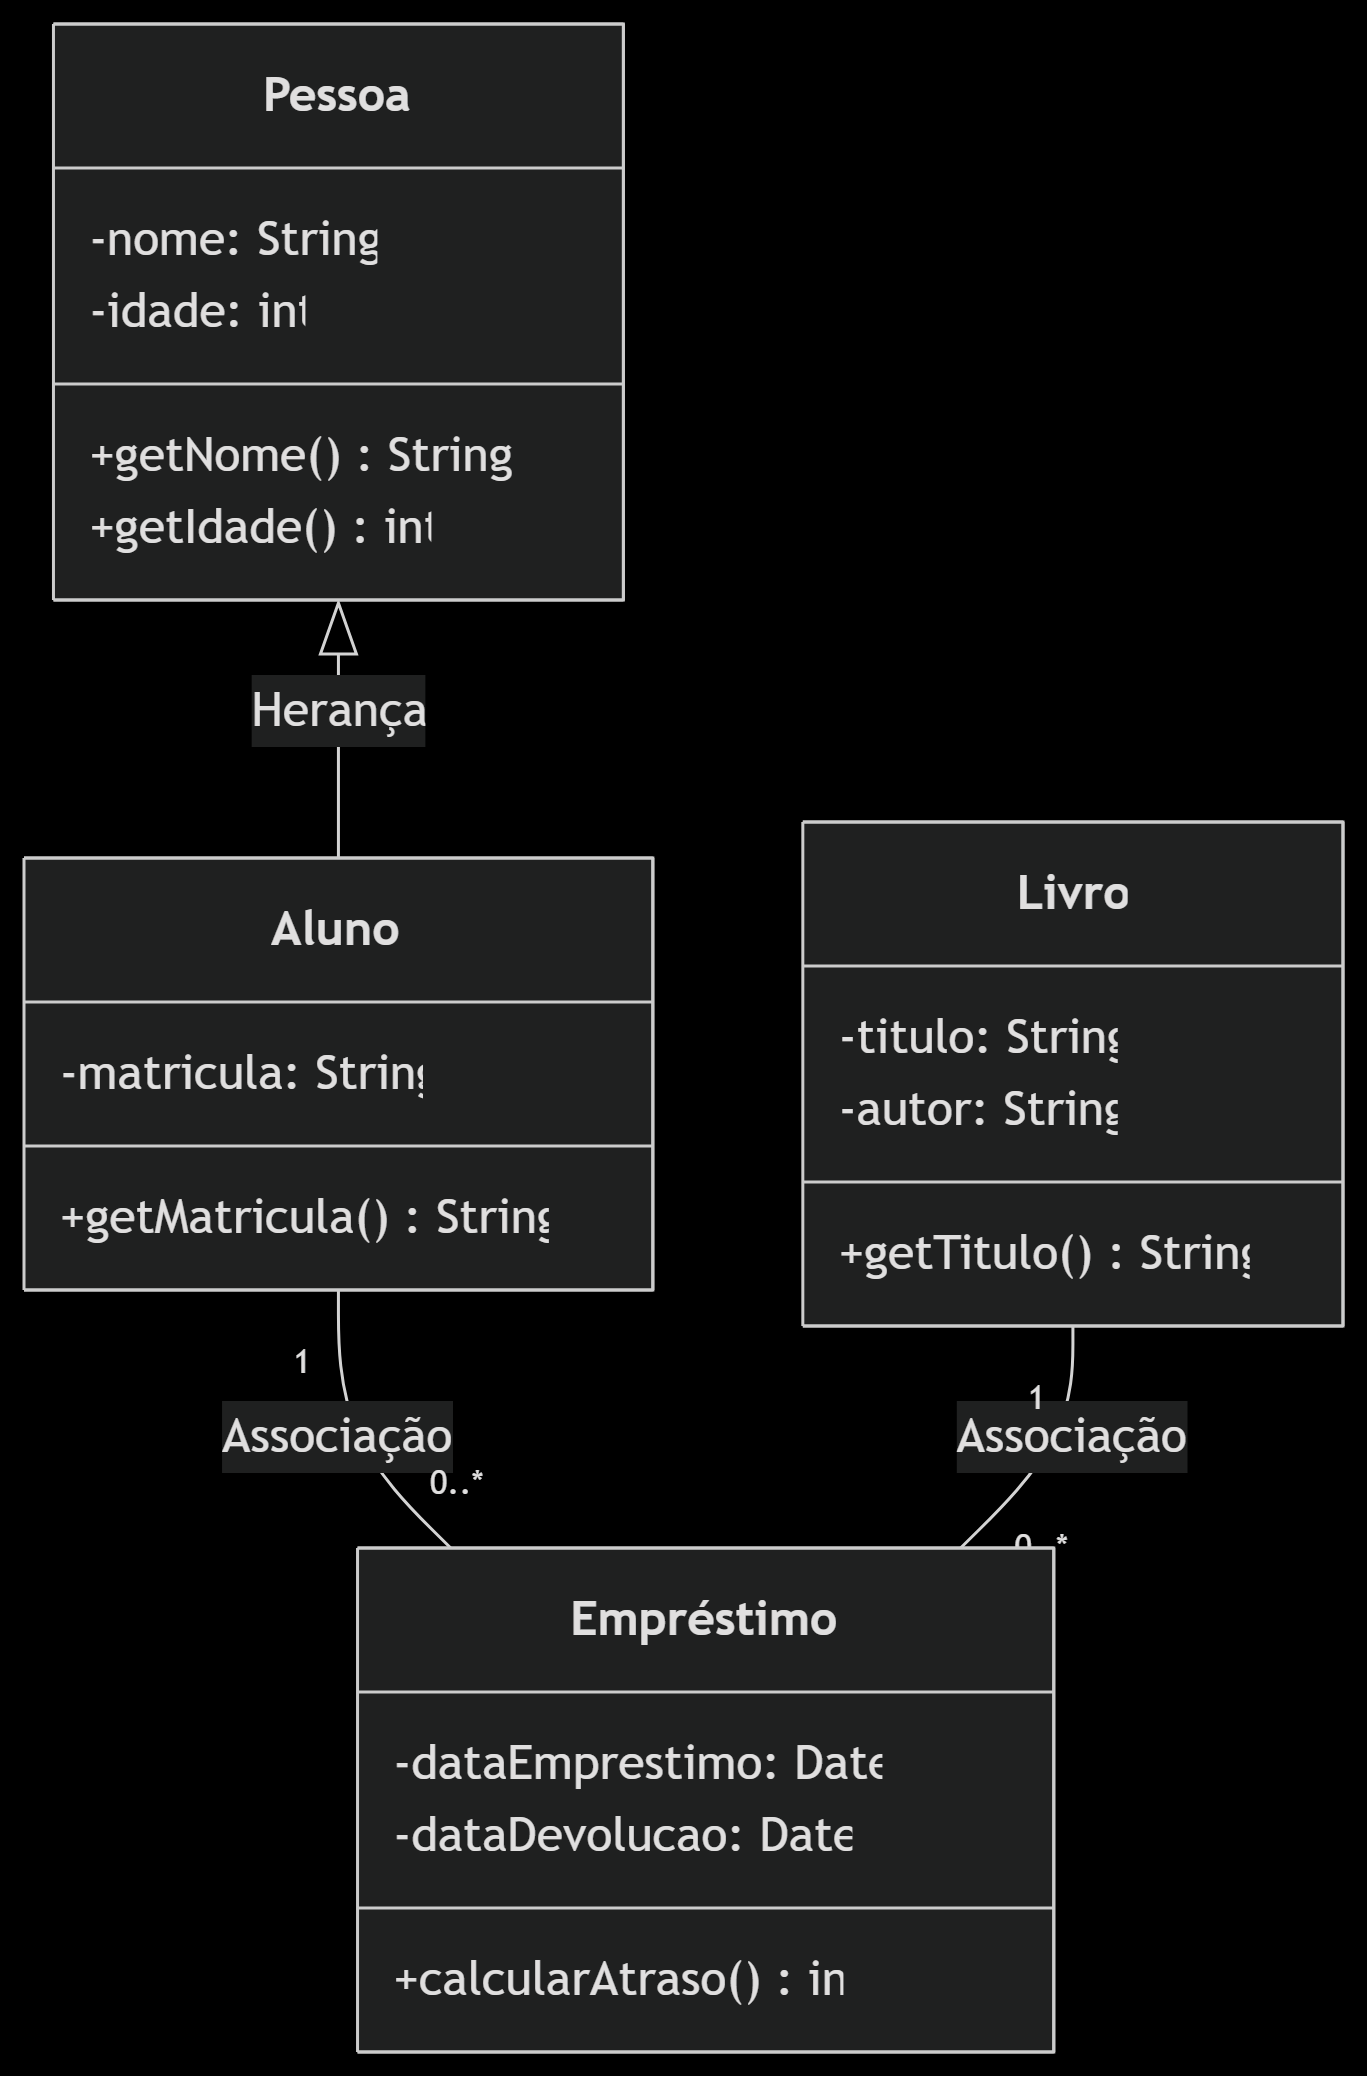 Pessoa
-nome: String
-idade: int
+getNome() : String
+getIdade() : int
Herança
Aluno
-matricula: String
+getMatricula() : String
Livro
-titulo: String
-autor: String
+getTitulo() : String
1
Associação
0..*
1
Associação
0..*
Empréstimo
-dataEmprestimo: Date
-dataDevolucao: Date
+calcularAtraso() : in